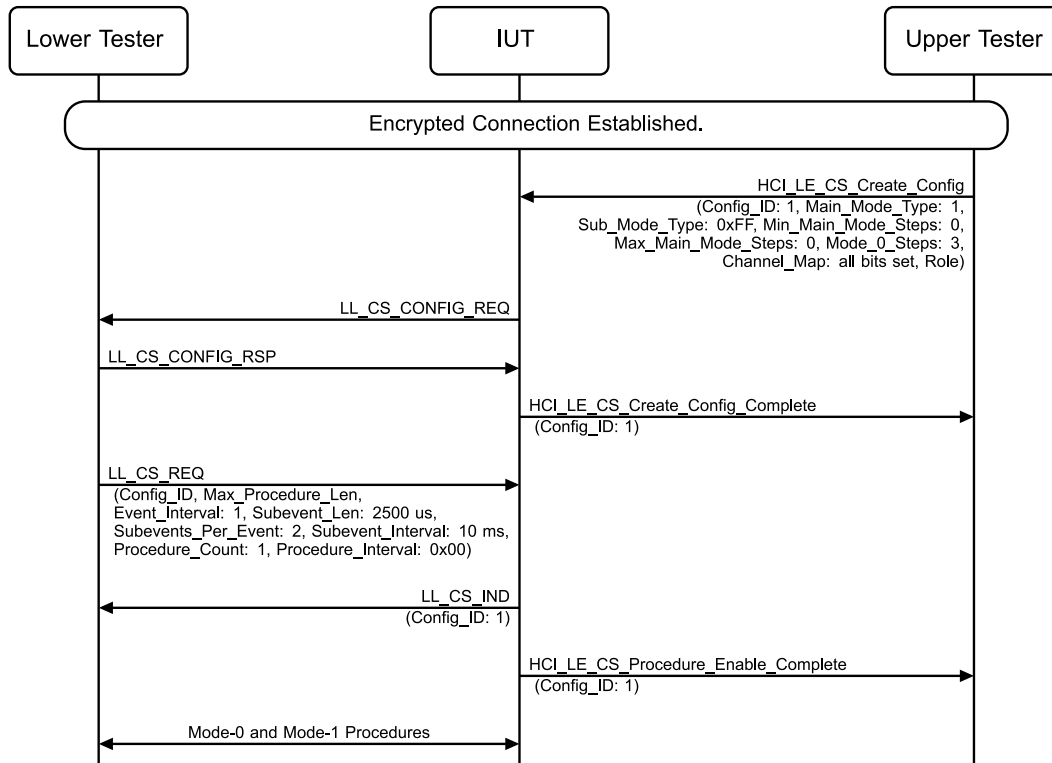 Lower Tester
IUT
Upper Tester
Encrypted Connection Established.
HCI_LE_CS_Create_Config
(Config_ID: 1, Main_Mode_Type: 1,
Sub_Mode_Type: 0xFF, Min_Main_Mode_Steps: 0,
Max_Main_Mode_Steps: 0, Mode_0_Steps: 3,
Channel_Map: all bits set, Role)
LL_CS_CONFIG_REQ
LL_CS_CONFIG_RSP
HCI_LE_CS_Create_Config_Complete
(Config_ID: 1)
LL_CS_REQ
(Config_ID, Max_Procedure_Len,
Event_Interval: 1, Subevent_Len: 2500 us,
Subevents_Per_Event: 2, Subevent_Interval: 10 ms,
Procedure_Count: 1, Procedure_Interval: 0x00)
LL_CS_IND
(Config_ID: 1)
HCI_LE_CS_Procedure_Enable_Complete
(Config_ID: 1)
Mode-0 and Mode-1 Procedures